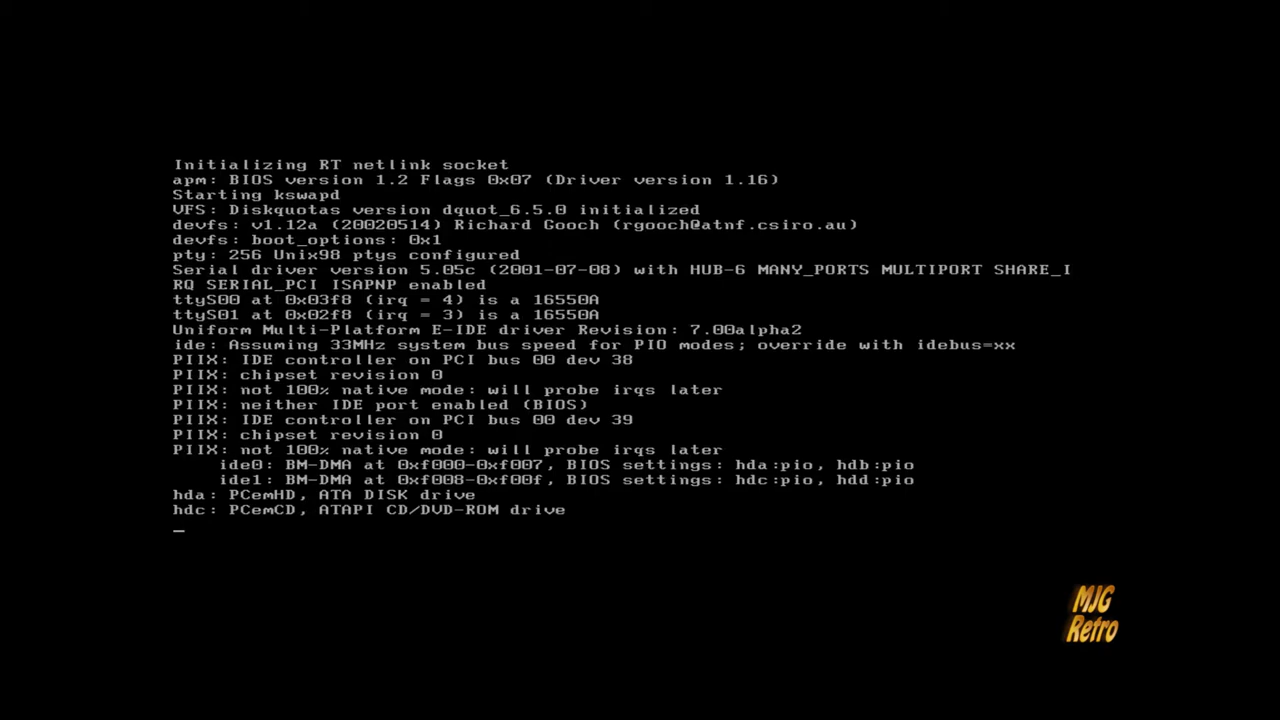 Initializing RT netlink socket
apm: BIOS version 1.2 Flags 0x07 (Driver version 1.16)
Starting kswapd
VFS: Diskquotas version dquot_6.5.0 initialized
devfs: v1.12a (20020514) Richard Gooch (rgooch@atnf.csiro.au)
devfs: boot_options: 0x1
pty: 256 Unix98 ptys configured
Serial driver version 5.05c (2001-07-08) with HUB-6 MANY_PORTS MULTIPORT SHARE_I
RQ SERIAL_PCI ISAPNP enabled
ttyS00 at 0x03f8 (irq = 4) is a 16550A
ttyS01 at 0x02f8 (irq = 3) is a 16550A
Uniform Multi-Platform E-IDE driver Revision: 7.00alpha2
ide: Assuming 33MHz system bus speed for PIO modes; override with idebus=xx
PIIX: IDE controller on PCI bus 00 dev 38
PIIX: chipset revision 0
PIIX: not 100% native mode: will probe irqs later
PIIX: neither IDE port enabled (BIOS)
PIIX: IDE controller on PCI bus 00 dev 39
PIIX: chipset revision 0
PIIX: not 100% native mode: will probe irqs later
    ide0: BM-DMA at 0xf000-0xf007, BIOS settings: hda:pio, hdb:pio
    ide1: BM-DMA at 0xf008-0xf00f, BIOS settings: hdc:pio, hdd:pio
hda: PCemHD, ATA DISK drive
hdc: PCemCD, ATAPI CD/DVD-ROM drive
_
MJG
Retro